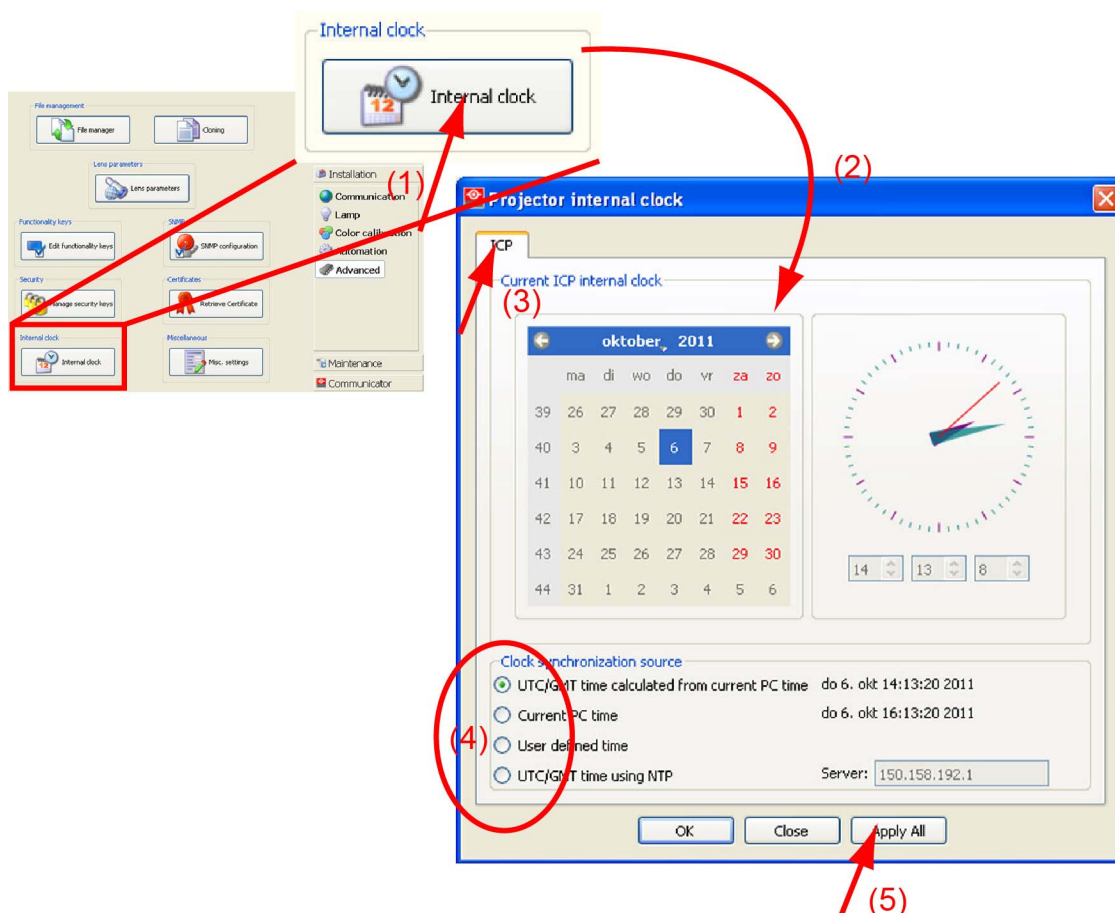 Internal clock
Internal clock
(1)
(2)
File management
File manager
Cloning
Lens parameters
Lens parameters
Functionality keys
SNMP
Edit functionality keys
SNMP configuration
Security
Certificates
Manage security keys
Retrieve Certificate
Internal clock
Miscellaneous
12
Internal clock
Misc. settings
Installation
Communication
Lamp
Color calibration
Automation
Advanced
Maintenance
Communicator
Projector internal clock
ICP
(3)
Current ICP internal clock
oktober, 2011
ma di wo do vr za zo
39 26 27 28 29 30 1 2
40 3 4 5 6 7 8 9
41 10 11 12 13 14 15 16
42 17 18 19 20 21 22 23
43 24 25 26 27 28 29 30
44 31 1 2 3 4 5 6
14 13 8
Clock synchronization source
UTC/GMT time calculated from current PC time do 6. okt 14:13:20 2011
Current PC time do 6. okt 16:13:20 2011
(4)
User defined time
UTC/GMT time using NTP Server: 150.158.192.1
OK Close Apply All
(5)